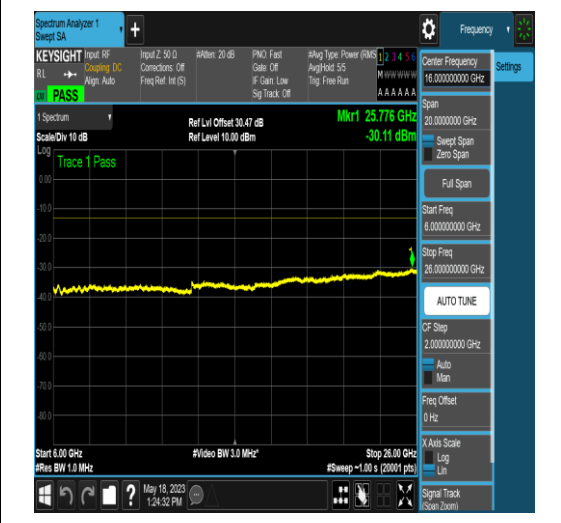 Spectrum Analyzer 1
Swept SA
+
Frequency
KEYSIGHT
RL
Input: RF
Coupling: DC
Align: Auto
Input Z: 50 Ω
Corrections: Off
Freq Ref: Int (S)
#Atten: 20 dB
PNO: Fast
Gate: Off
IF Gain: Low
Sig Track: Off
#Avg Type: Power (RMS)
Avg|Hold: 5/5
Trig: Free Run
1 2 3 4 5 6
M W W W W W
A A A A A A
PASS
1 Spectrum
Scale/Div 10 dB
Ref Lvl Offset 30.47 dB
Ref Level 10.00 dBm
Mkr1 25.776 GHz
-30.11 dBm
Log
Trace 1 Pass
0.00
-10.0
-20.0
-30.0
-40.0
-50.0
-60.0
-70.0
-80.0
1
Start 6.00 GHz
#Res BW 1.0 MHz
#Video BW 3.0 MHz*
Stop 26.00 GHz
#Sweep ~1.00 s (20001 pts)
May 18, 2023
1:24:32 PM
?
Center Frequency
16.000000000 GHz
Settings
Span
20.0000000 GHz
Swept Span
Zero Span
Full Span
Start Freq
6.000000000 GHz
Stop Freq
26.000000000 GHz
AUTO TUNE
CF Step
2.000000000 GHz
Auto
Man
Freq Offset
0 Hz
X Axis Scale
Log
Lin
Signal Track
(Span Zoom)